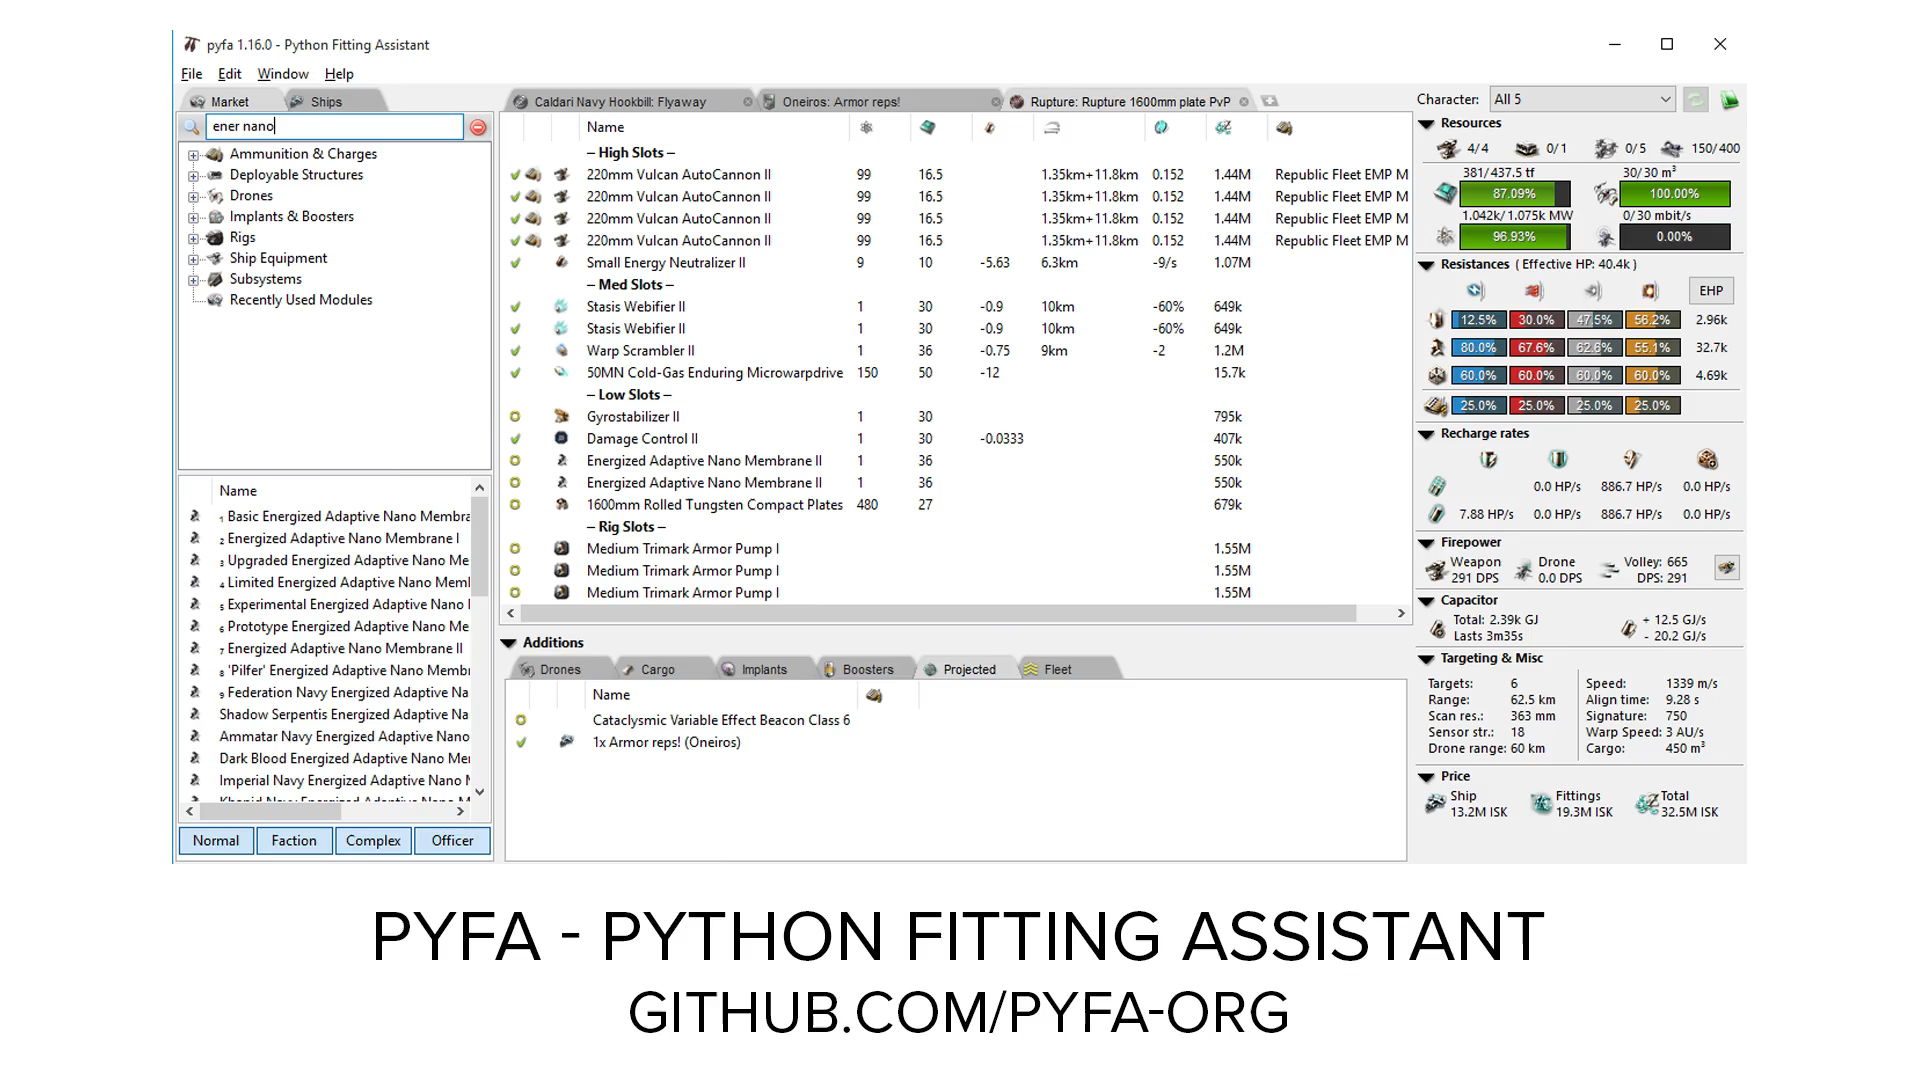 pyfa 1.16.0 - Python Fitting Assistant
File Edit Window Help
Market Ships
ener nano
Ammunition & Charges
Deployable Structures
Drones
Implants & Boosters
Rigs
Ship Equipment
Subsystems
Recently Used Modules
Name
1 Basic Energized Adaptive Nano Membra
2 Energized Adaptive Nano Membrane I
3 Upgraded Energized Adaptive Nano Me
4 Limited Energized Adaptive Nano Meml
5 Experimental Energized Adaptive Nano
6 Prototype Energized Adaptive Nano Me
7 Energized Adaptive Nano Membrane II
8 'Pilfer' Energized Adaptive Nano Membr
9 Federation Navy Energized Adaptive Na
Shadow Serpentis Energized Adaptive Na
Ammatar Navy Energized Adaptive Nano
Dark Blood Energized Adaptive Nano Me
Imperial Navy Energized Adaptive Nano
Khanid Navy Energized Adaptive Nano M
Normal Faction Complex Officer
Caldari Navy Hookbill: Flyaway Oneiros: Armor reps! Rupture: Rupture 1600mm plate PvP
Name
– High Slots –
220mm Vulcan AutoCannon II 99 16.5 1.35km+11.8km 0.152 1.44M Republic Fleet EMP M
220mm Vulcan AutoCannon II 99 16.5 1.35km+11.8km 0.152 1.44M Republic Fleet EMP M
220mm Vulcan AutoCannon II 99 16.5 1.35km+11.8km 0.152 1.44M Republic Fleet EMP M
220mm Vulcan AutoCannon II 99 16.5 1.35km+11.8km 0.152 1.44M Republic Fleet EMP M
Small Energy Neutralizer II 9 10 -5.63 6.3km -9/s 1.07M
– Med Slots –
Stasis Webifier II 1 30 -0.9 10km -60% 649k
Stasis Webifier II 1 30 -0.9 10km -60% 649k
Warp Scrambler II 1 36 -0.75 9km -2 1.2M
50MN Cold-Gas Enduring Microwarpdrive 150 50 -12 15.7k
– Low Slots –
Gyrostabilizer II 1 30 795k
Damage Control II 1 30 -0.0333 407k
Energized Adaptive Nano Membrane II 1 36 550k
Energized Adaptive Nano Membrane II 1 36 550k
1600mm Rolled Tungsten Compact Plates 480 27 679k
– Rig Slots –
Medium Trimark Armor Pump I 1.55M
Medium Trimark Armor Pump I 1.55M
Medium Trimark Armor Pump I 1.55M
Additions
Drones Cargo Implants Boosters Projected Fleet
Name
Cataclysmic Variable Effect Beacon Class 6
1x Armor reps! (Oneiros)
Character: All 5
Resources
4/4 0/1 0/5 150/400
381/437.5 tf 30/30 m³
87.09% 100.00%
1.042k/1.075k MW 0/30 mbit/s
96.93% 0.00%
Resistances ( Effective HP: 40.4k )
EHP
12.5% 30.0% 47.5% 56.2% 2.96k
80.0% 67.6% 62.6% 55.1% 32.7k
60.0% 60.0% 60.0% 60.0% 4.69k
25.0% 25.0% 25.0% 25.0%
Recharge rates
0.0 HP/s 886.7 HP/s 0.0 HP/s
7.88 HP/s 0.0 HP/s 886.7 HP/s 0.0 HP/s
Firepower
Weapon Drone Volley: 665
291 DPS 0.0 DPS DPS: 291
Capacitor
Total: 2.39k GJ + 12.5 GJ/s
Lasts 3m35s - 20.2 GJ/s
Targeting & Misc
Targets: 6 Speed: 1339 m/s
Range: 62.5 km Align time: 9.28 s
Scan res.: 363 mm Signature: 750
Sensor str.: 18 Warp Speed: 3 AU/s
Drone range: 60 km Cargo: 450 m³
Price
Ship Fittings Total
13.2M ISK 19.3M ISK 32.5M ISK
PYFA - PYTHON FITTING ASSISTANT
GITHUB.COM/PYFA-ORG